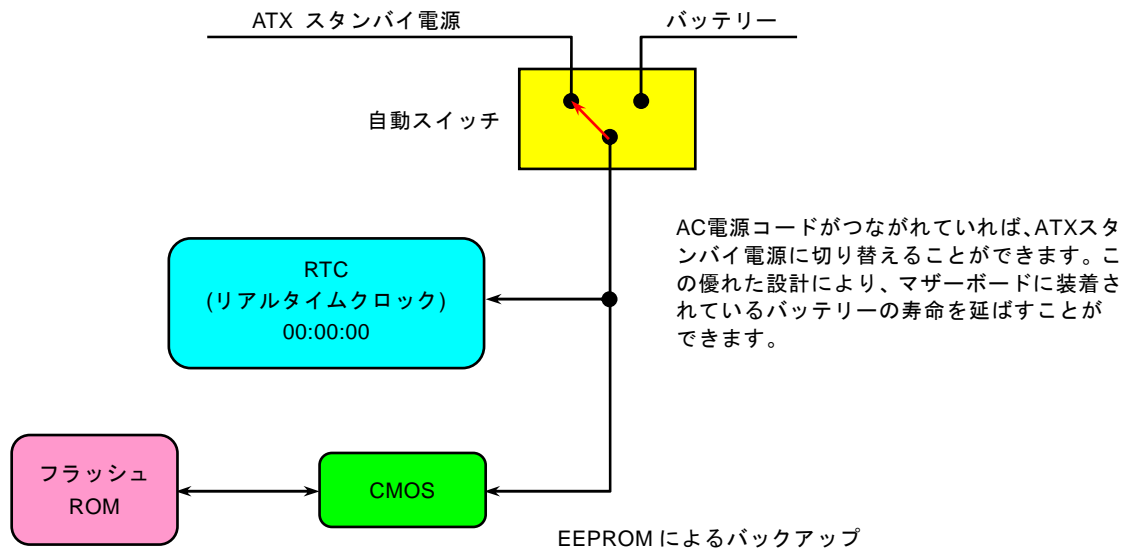 ATX スタンバイ電源
バッテリー
自動スイッチ
AC電源コードがつながれていれば、ATXスタ
ンバイ電源に切り替えることができます。こ
の優れた設計により、マザーボードに装着さ
れているバッテリーの寿命を延ばすことが
できます。
RTC
(リアルタイムクロック)
00:00:00
フラッシュ
ROM
CMOS
EEPROM によるバックアップ